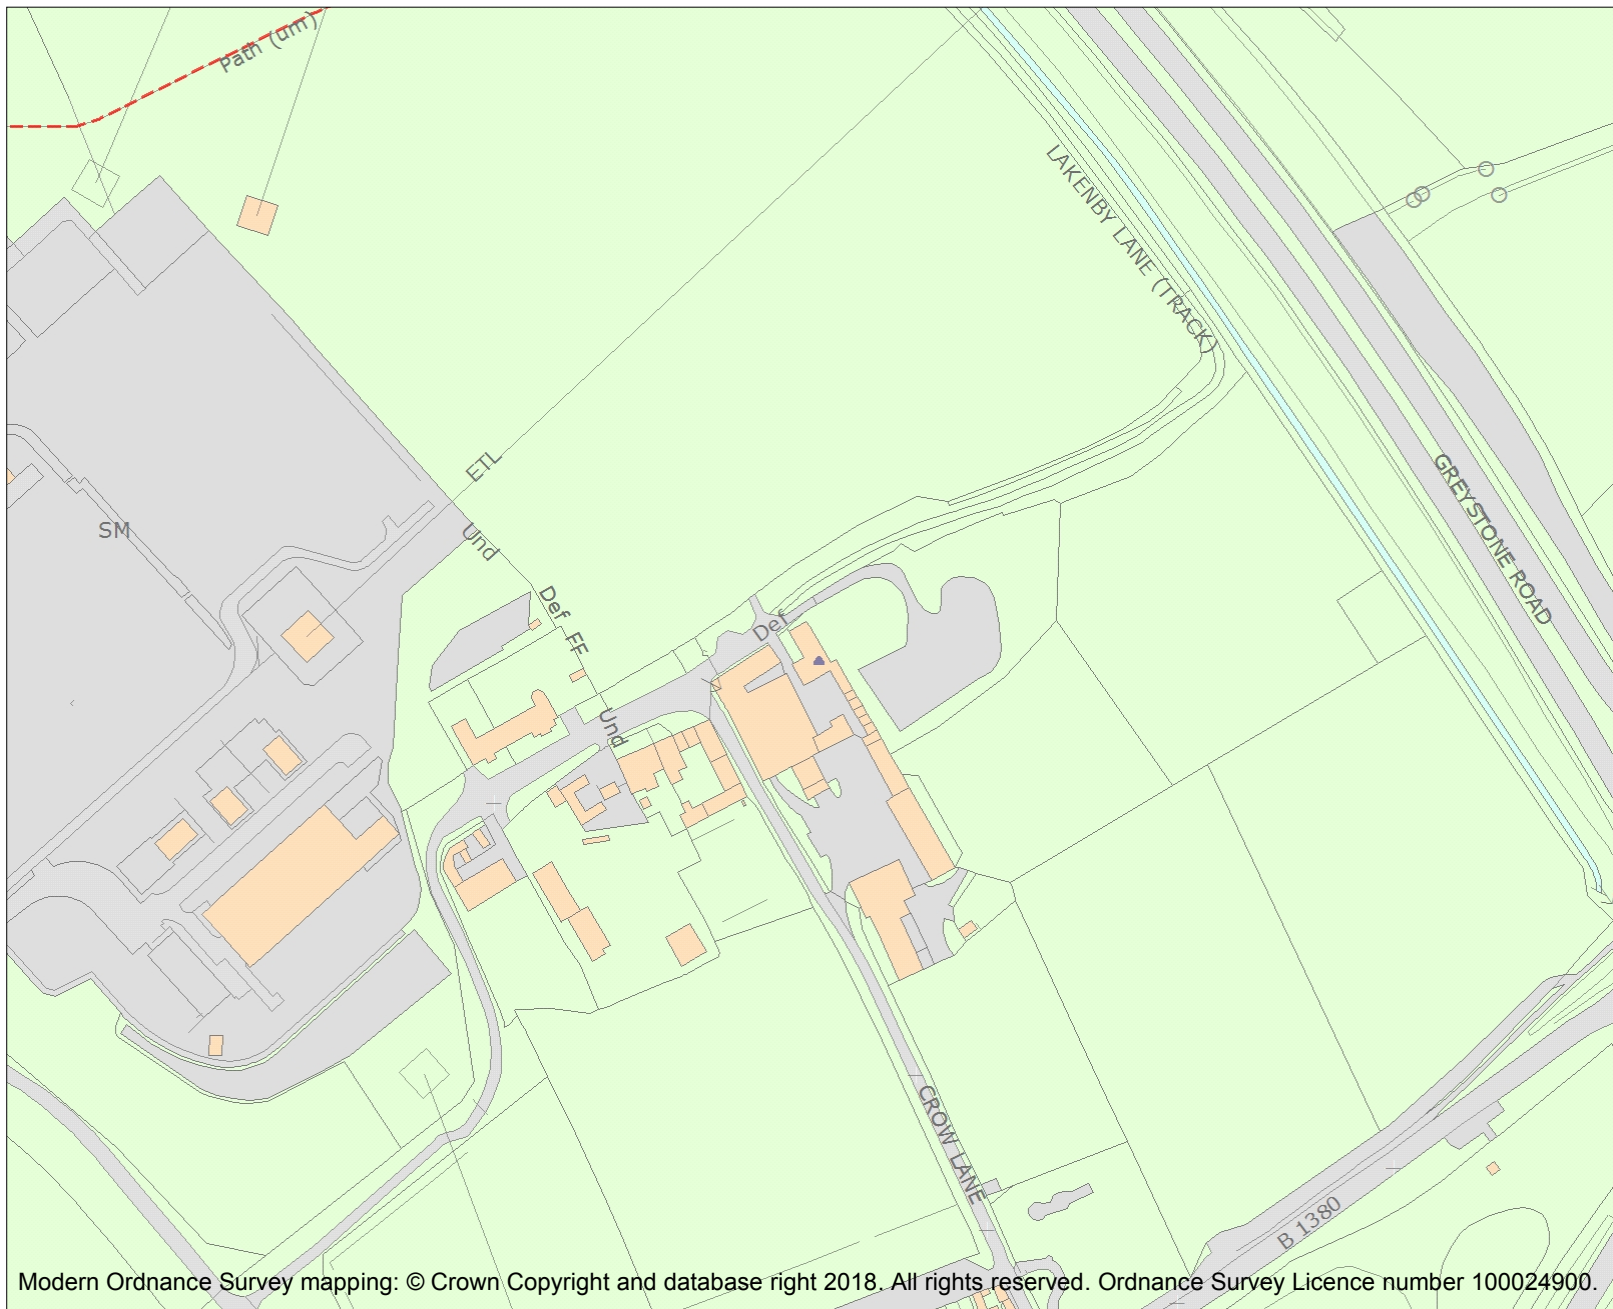 Path (um)
LAKENBY LANE (TRACK)
GREYSTONE ROAD
ETL
SM
Und
Def FF
Def
Und
CROW LANE
B 1380
Modern Ordnance Survey mapping: © Crown Copyright and database right 2018. All rights reserved. Ordnance Survey Licence number 100024900.